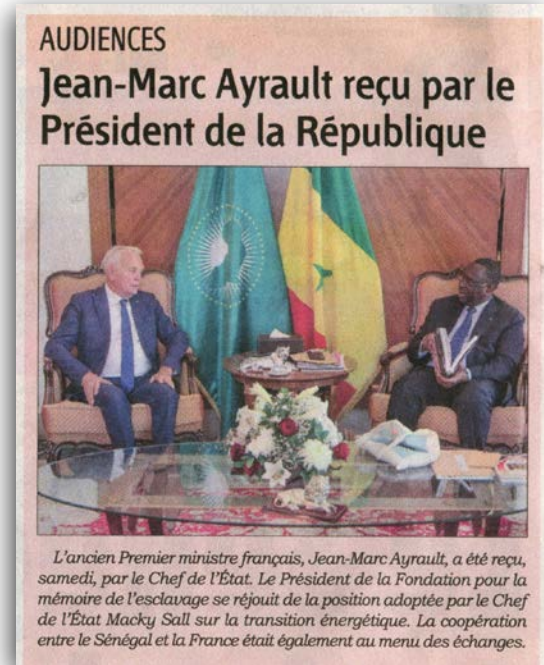 AUDIENCES
Jean-Marc Ayrault reçu par le
Président de la République
L'ancien Premier ministre français, Jean-Marc Ayrault, a été reçu,
samedi, par le Chef de l'État. Le Président de la Fondation pour la
mémoire de l'esclavage se réjouit de la position adoptée par le Chef
de l'État Macky Sall sur la transition énergétique. La coopération
entre le Sénégal et la France était également au menu des échanges.